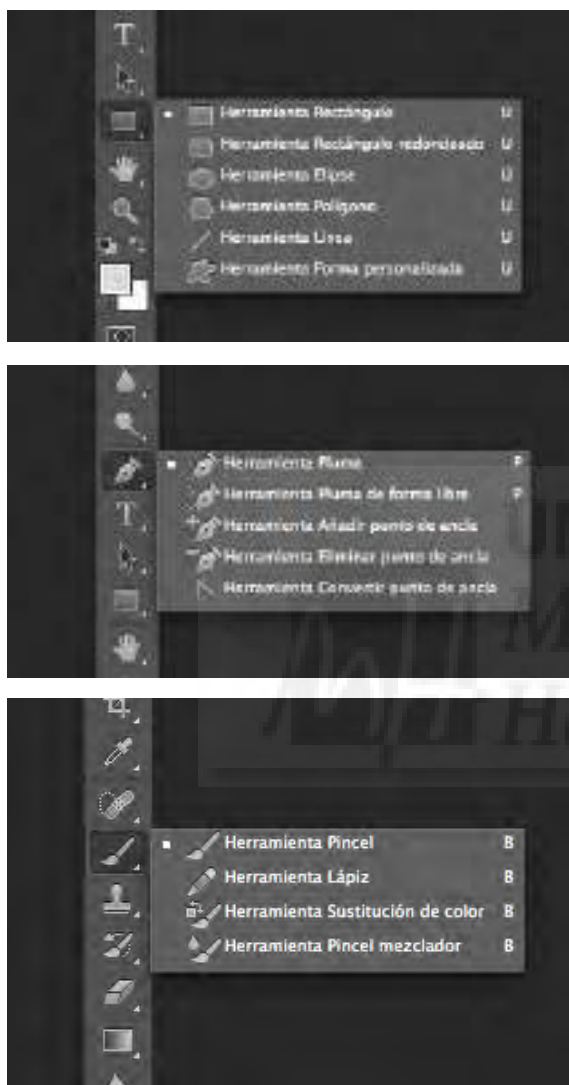 Herramienta Rectángulo U
Herramienta Rectángulo redondeado U
Herramienta Elipse U
Herramienta Polígono U
Herramienta Línea U
Herramienta Forma personalizada U
Herramienta Pluma P
Herramienta Pluma de forma libre P
Herramienta Añadir punto de ancla
Herramienta Eliminar punto de ancla
Herramienta Convertir punto de ancla
Herramienta Pincel B
Herramienta Lápiz B
Herramienta Sustitución de color B
Herramienta Pincel mezclador B